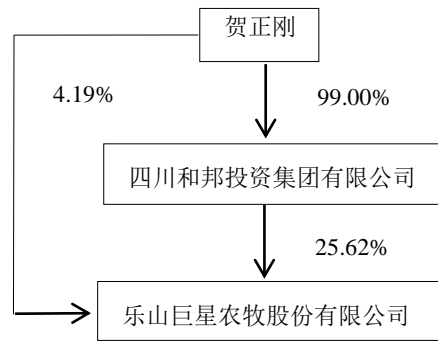 贺正刚
4.19%
99.00%
四川和邦投资集团有限公司
25.62%
乐山巨星农牧股份有限公司